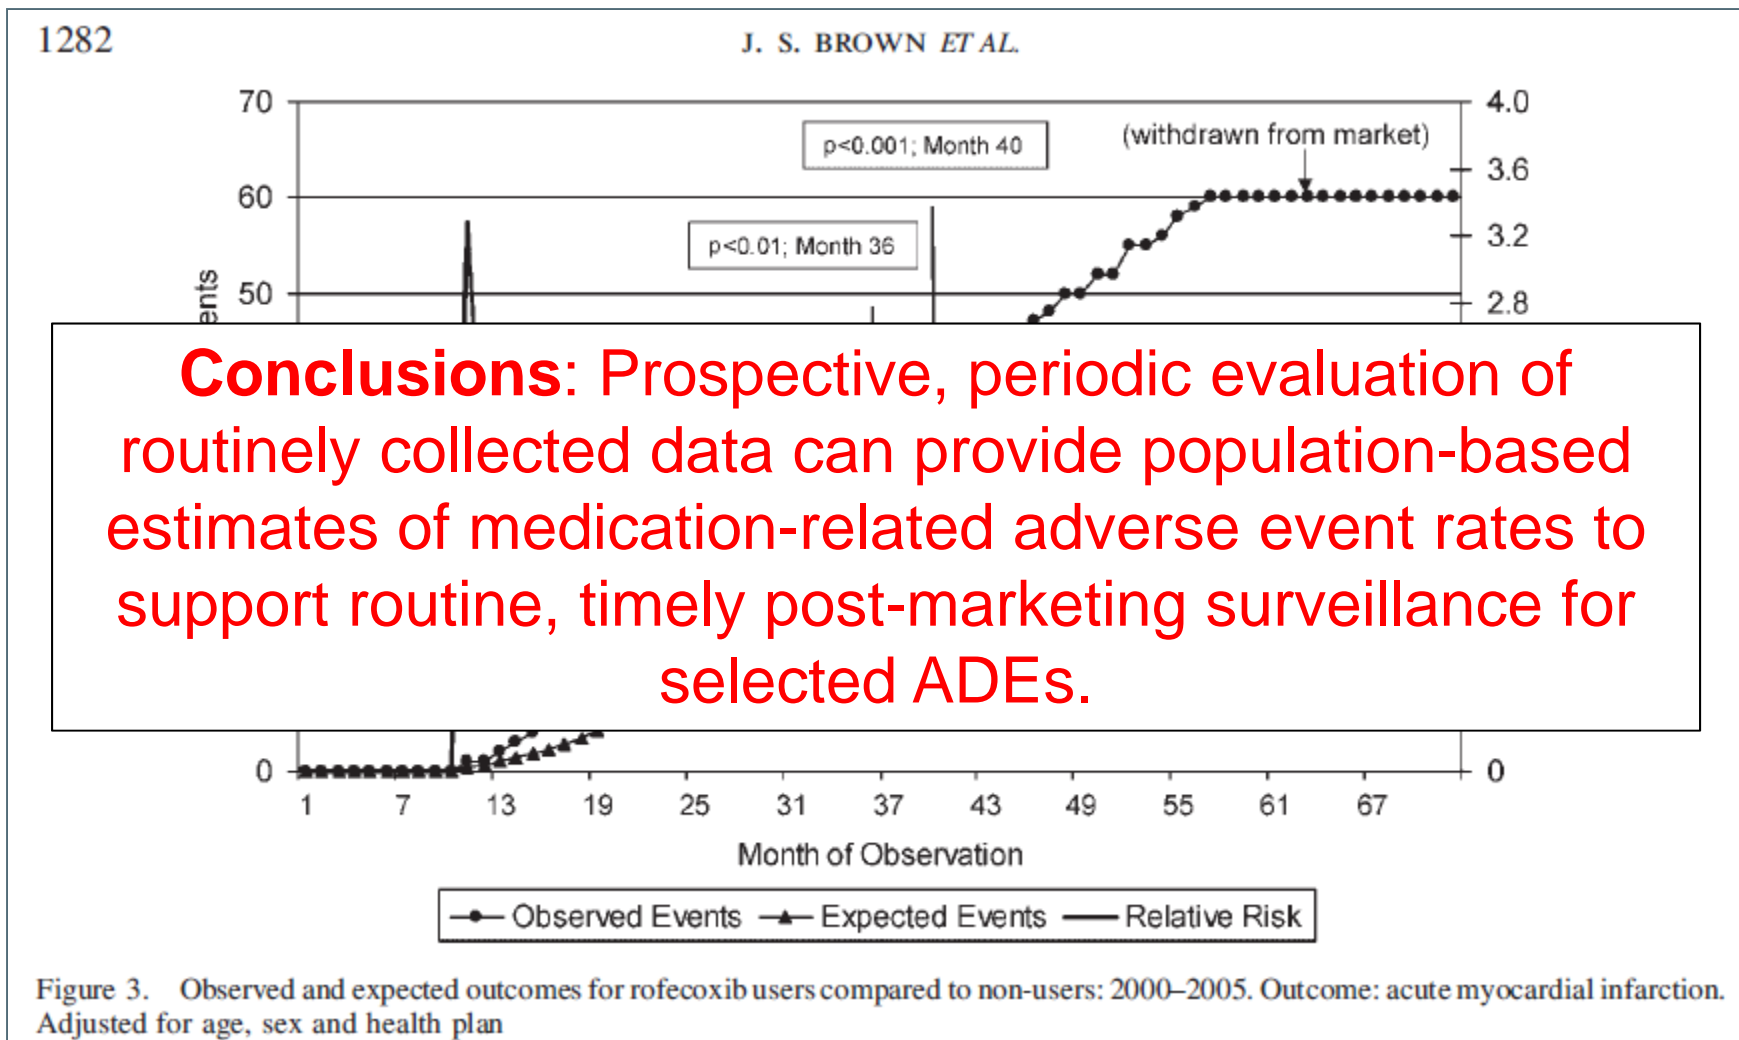 1282
J. S. BROWN ET AL.
70
4.0
p<0.001; Month 40
(withdrawn from market)
3.6
60
p<0.01; Month 36
3.2
50
2.8
ents
Conclusions: Prospective, periodic evaluation of
routinely collected data can provide population-based
estimates of medication-related adverse event rates to
support routine, timely post-marketing surveillance for
selected ADEs.
0
0
1 7 13 19 25 31 37 43 49 55 61 67
Month of Observation
Observed Events Expected Events Relative Risk
Figure 3. Observed and expected outcomes for rofecoxib users compared to non-users: 2000–2005. Outcome: acute myocardial infarction.
Adjusted for age, sex and health plan